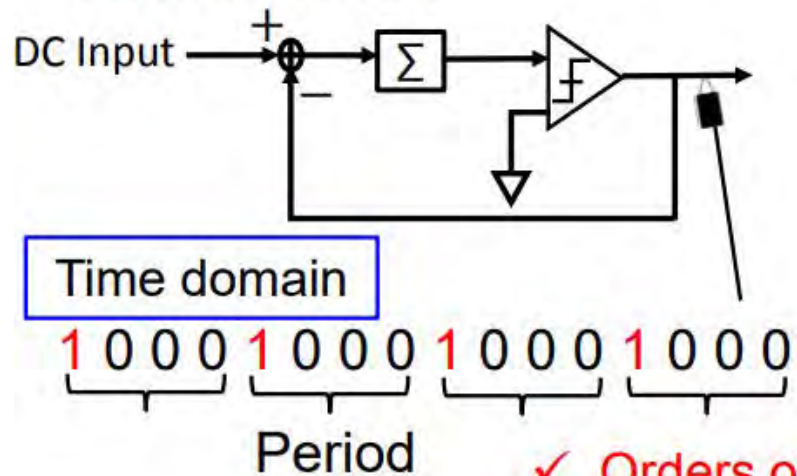 +
DC Input
Σ
−
Time domain
1 0 0 0 1 0 0 0 1 0 0 0 1 0 0 0
Period
✓ Orders o